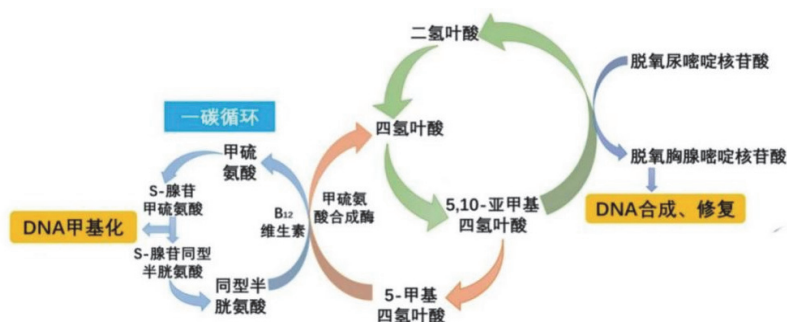 二氢叶酸
脱氧尿嘧啶核苷酸
一碳循环
四氢叶酸
甲硫
氨酸
脱氧胸腺嘧啶核苷酸
S-腺苷
甲硫氨酸
甲硫氨
酸合成酶
B₁₂
维生素
5,10-亚甲基
四氢叶酸
DNA合成、修复
DNA甲基化
S-腺苷同型
半胱氨酸
同型半
胱氨酸
5-甲基
四氢叶酸